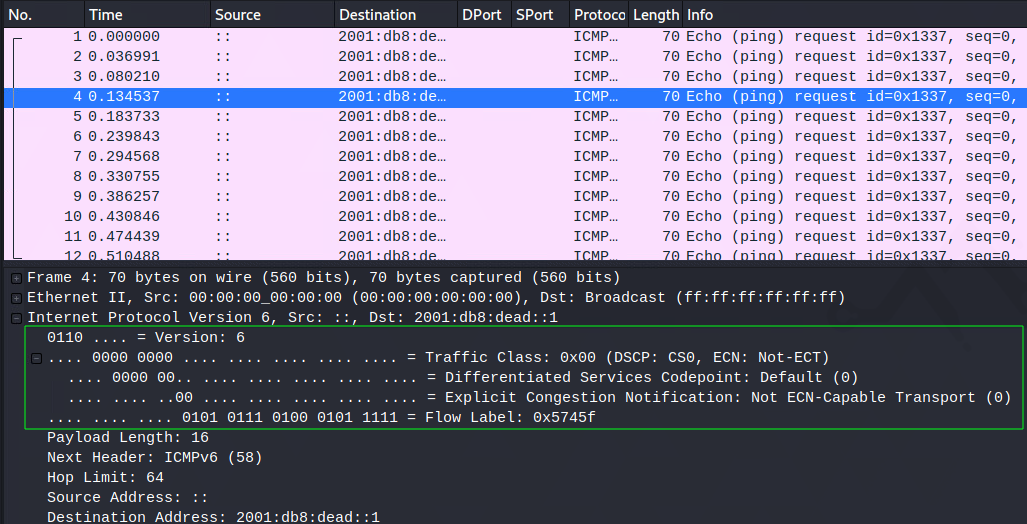 No. Time Source Destination DPort SPort Protoco Length Info
1 0.000000 :: 2001:db8:de… ICMP… 70 Echo (ping) request id=0x1337, seq=0,
2 0.036991 :: 2001:db8:de… ICMP… 70 Echo (ping) request id=0x1337, seq=0,
3 0.080210 :: 2001:db8:de… ICMP… 70 Echo (ping) request id=0x1337, seq=0,
4 0.134537 :: 2001:db8:de… ICMP… 70 Echo (ping) request id=0x1337, seq=0,
5 0.183733 :: 2001:db8:de… ICMP… 70 Echo (ping) request id=0x1337, seq=0,
6 0.239843 :: 2001:db8:de… ICMP… 70 Echo (ping) request id=0x1337, seq=0,
7 0.294568 :: 2001:db8:de… ICMP… 70 Echo (ping) request id=0x1337, seq=0,
8 0.330755 :: 2001:db8:de… ICMP… 70 Echo (ping) request id=0x1337, seq=0,
9 0.386257 :: 2001:db8:de… ICMP… 70 Echo (ping) request id=0x1337, seq=0,
10 0.430846 :: 2001:db8:de… ICMP… 70 Echo (ping) request id=0x1337, seq=0,
11 0.474439 :: 2001:db8:de… ICMP… 70 Echo (ping) request id=0x1337, seq=0,
12 0.510488 :: 2001:db8:de… ICMP… 70 Echo (ping) request id=0x1337, seq=0,
Frame 4: 70 bytes on wire (560 bits), 70 bytes captured (560 bits)
Ethernet II, Src: 00:00:00_00:00:00 (00:00:00:00:00:00), Dst: Broadcast (ff:ff:ff:ff:ff:ff)
Internet Protocol Version 6, Src: ::, Dst: 2001:db8:dead::1
0110 .... = Version: 6
.... 0000 0000 .... .... .... .... .... = Traffic Class: 0x00 (DSCP: CS0, ECN: Not-ECT)
.... 0000 00.. .... .... .... .... .... = Differentiated Services Codepoint: Default (0)
.... .... ..00 .... .... .... .... .... = Explicit Congestion Notification: Not ECN-Capable Transport (0)
.... .... .... 0101 0111 0100 0101 1111 = Flow Label: 0x5745f
Payload Length: 16
Next Header: ICMPv6 (58)
Hop Limit: 64
Source Address: ::
Destination Address: 2001:db8:dead::1